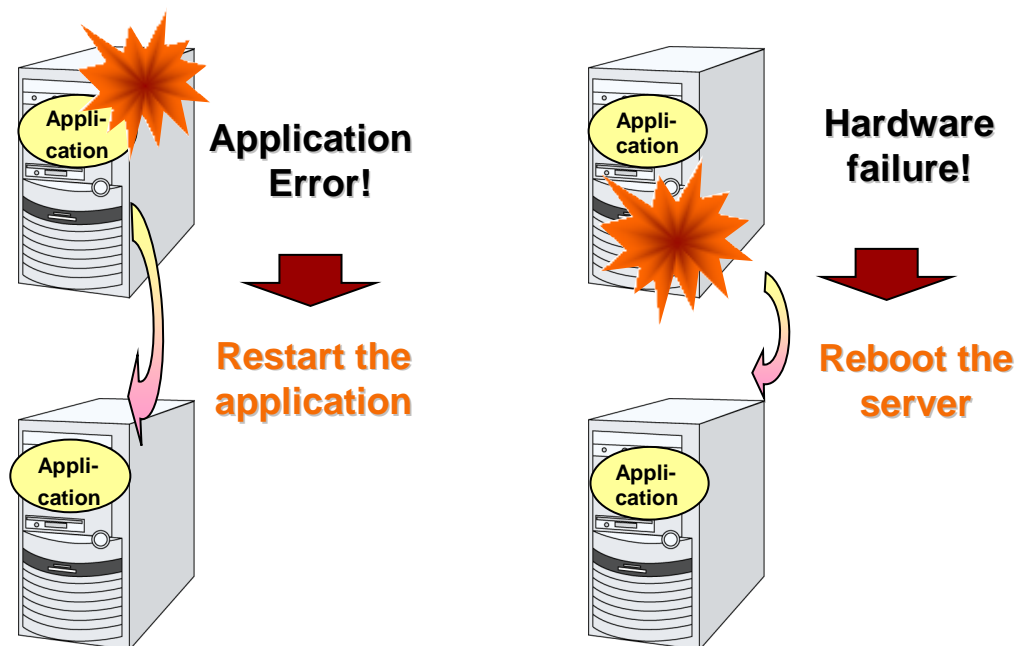 Appli-
cation
Application
Error!
Restart the
application
Appli-
cation
Appli-
cation
Hardware
failure!
Reboot the
server
Appli-
cation